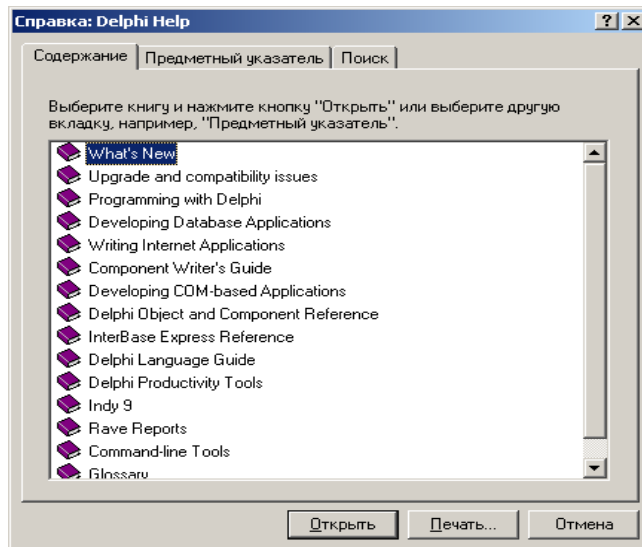 Справка: Delphi Help
Содержание Предметный указатель Поиск
Выберите книгу и нажмите кнопку "Открыть" или выберите другую
вкладку, например, "Предметный указатель".
What's New
Upgrade and compatibility issues
Programming with Delphi
Developing Database Applications
Writing Internet Applications
Component Writer's Guide
Developing COM-based Applications
Delphi Object and Component Reference
InterBase Express Reference
Delphi Language Guide
Delphi Productivity Tools
Indy 9
Rave Reports
Command-line Tools
Glossary
Открыть Печать... Отмена